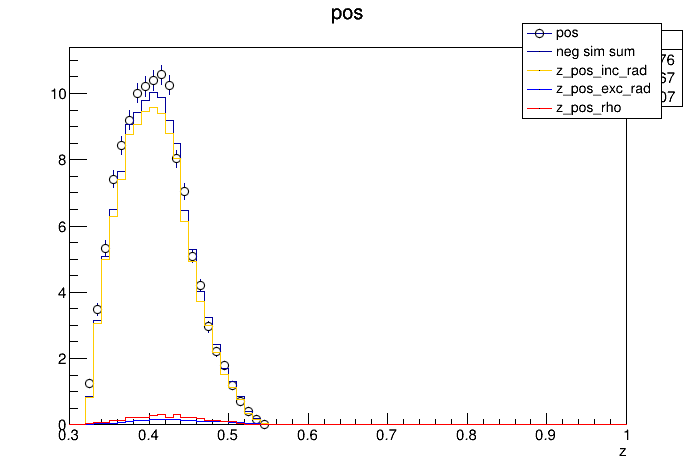 pos
pos
neg sim sum
z_pos_inc_rad
z_pos_exc_rad
z_pos_rho
76
67
07
10
8
6
4
2
0
0.3 0.4 0.5 0.6 0.7 0.8 0.9 1
z